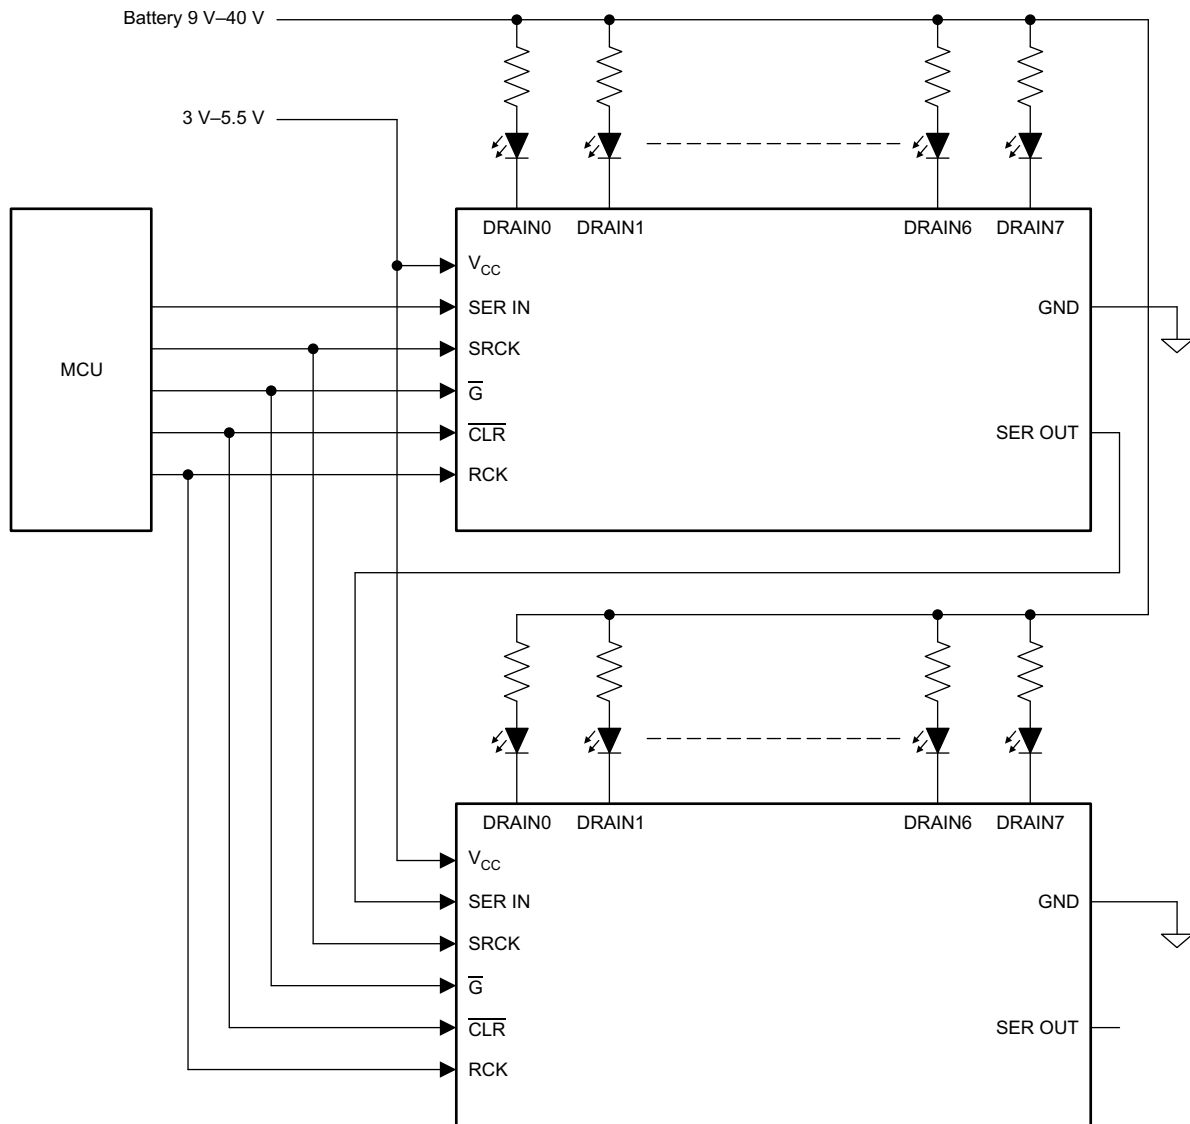 Battery 9 V–40 V
3 V–5.5 V
DRAIN0 DRAIN1 DRAIN6 DRAIN7
VCC
SER IN GND
SRCK
MCU
G
CLR SER OUT
RCK
DRAIN0 DRAIN1 DRAIN6 DRAIN7
VCC
SER IN GND
SRCK
G
CLR SER OUT
RCK